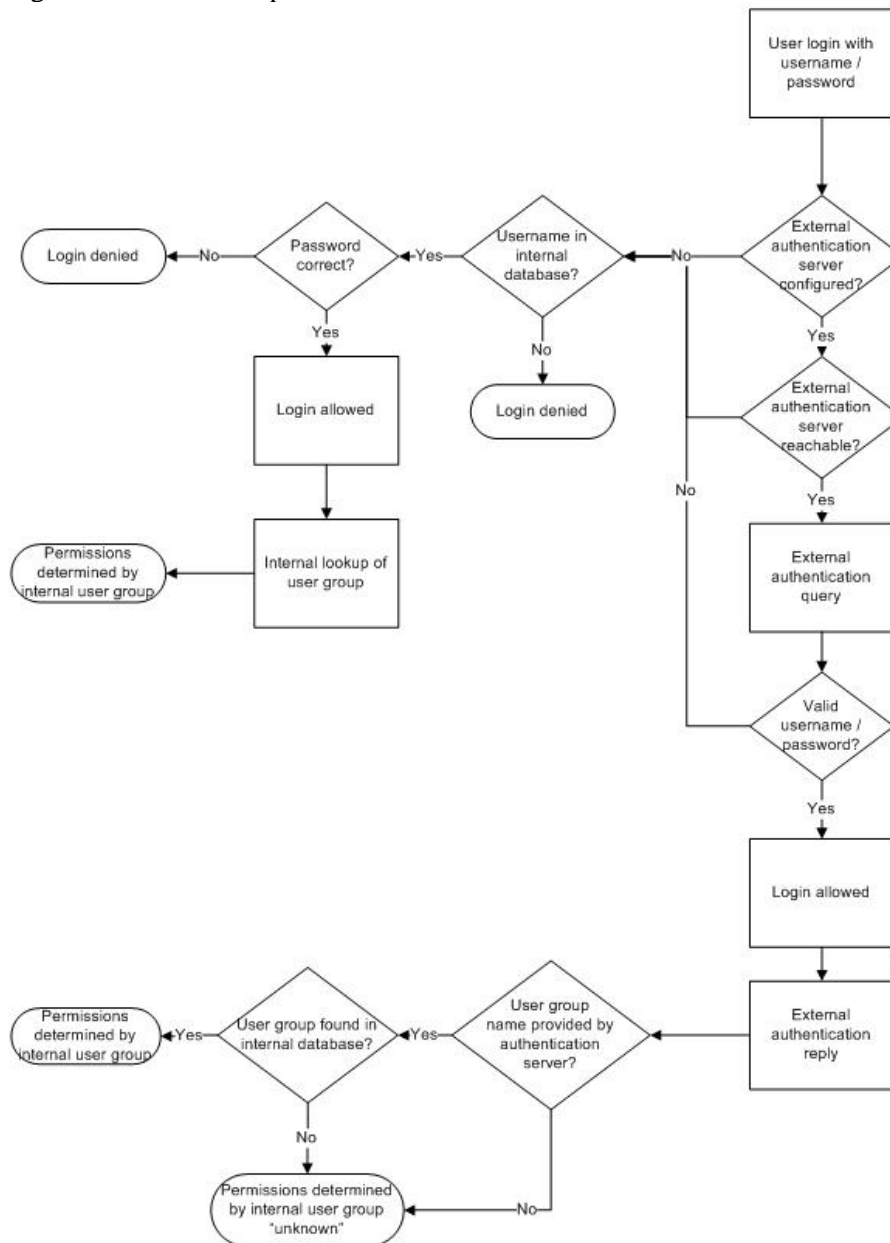 User login with
username /
password
External
authentication
server
configured?
No
Username in
internal
database?
Yes
Password
correct?
No
Login denied
Yes
No
Yes
Login allowed
Login denied
External
authentication
server
reachable?
No
Yes
Internal lookup of
user group
Permissions
determined by
internal user group
External
authentication
query
Valid
username /
password?
Yes
Login allowed
External
authentication
reply
User group
name provided by
authentication
server?
Yes
User group found in
internal database?
Yes
Permissions
determined by
internal user group
No
No
Permissions determined
by internal user group
"unknown"